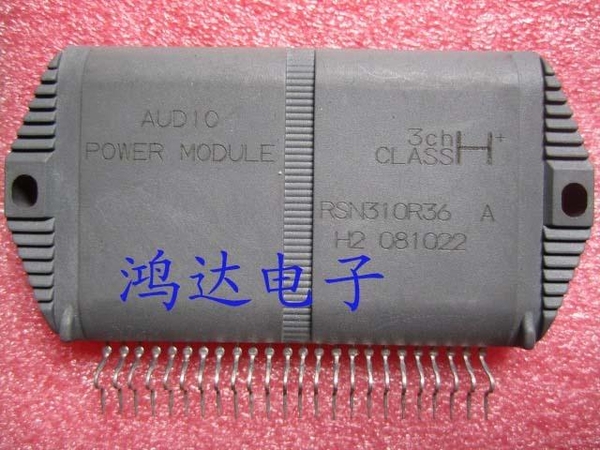 AUDIO
POWER MODULE
3ch
CLASS H+
RSN310R36 A
H2 081022
鸿达电子